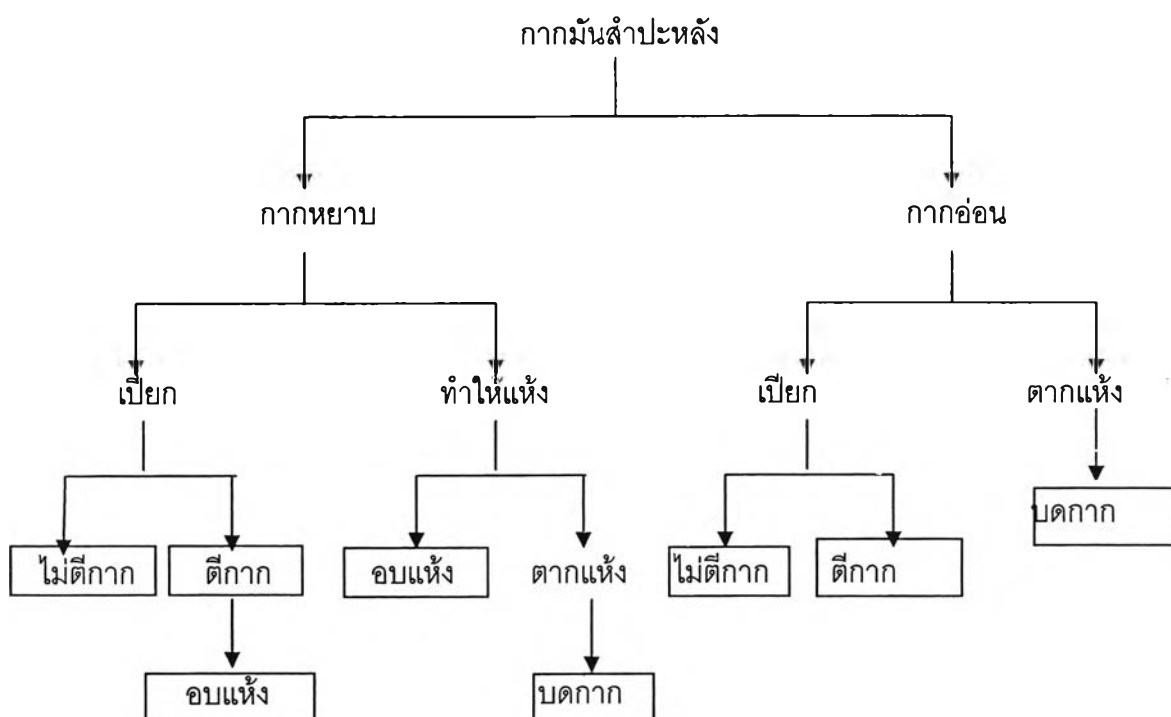 กากมันสำปะหลัง
กากหยาบ
กากอ่อน
เปียก
ทำให้แห้ง
เปียก
ตากแห้ง
บดกาก
ไม่ตีกาก
ตีกาก
อบแห้ง
ตากแห้ง
ไม่ตีกาก
ตีกาก
อบแห้ง
บดกาก